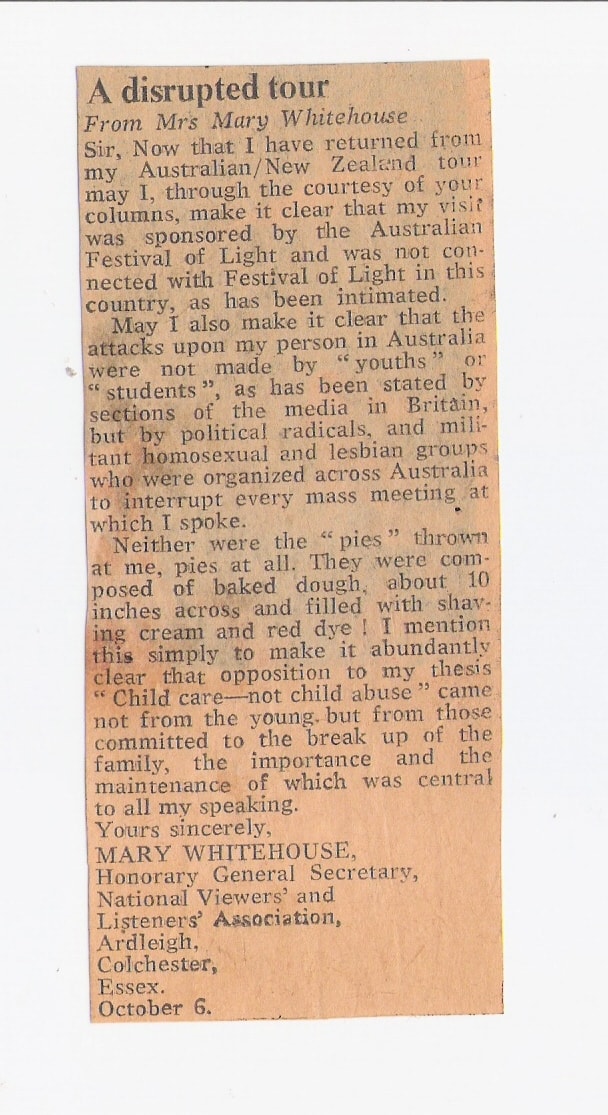 A disrupted tour
From Mrs Mary Whitehouse
Sir, Now that I have returned from
my Australian/New Zealand tour
may I, through the courtesy of your
columns, make it clear that my visit
was sponsored by the Australian
Festival of Light and was not con-
nected with Festival of Light in this
country, as has been intimated.
May I also make it clear that the
attacks upon my person in Australia
were not made by “ youths ” or
“ students ”, as has been stated by
sections of the media in Britain,
but by political radicals, and mili-
tant homosexual and lesbian groups
who were organized across Australia
to interrupt every mass meeting at
which I spoke.
Neither were the “ pies ” thrown
at me, pies at all. They were com-
posed of baked dough, about 10
inches across and filled with shav-
ing cream and red dye ! I mention
this simply to make it abundantly
clear that opposition to my thesis
“ Child care—not child abuse ” came
not from the young, but from those
committed to the break up of the
family, the importance and the
maintenance of which was central
to all my speaking.
Yours sincerely,
MARY WHITEHOUSE,
Honorary General Secretary,
National Viewers’ and
Listeners’ Association,
Ardleigh,
Colchester,
Essex.
October 6.